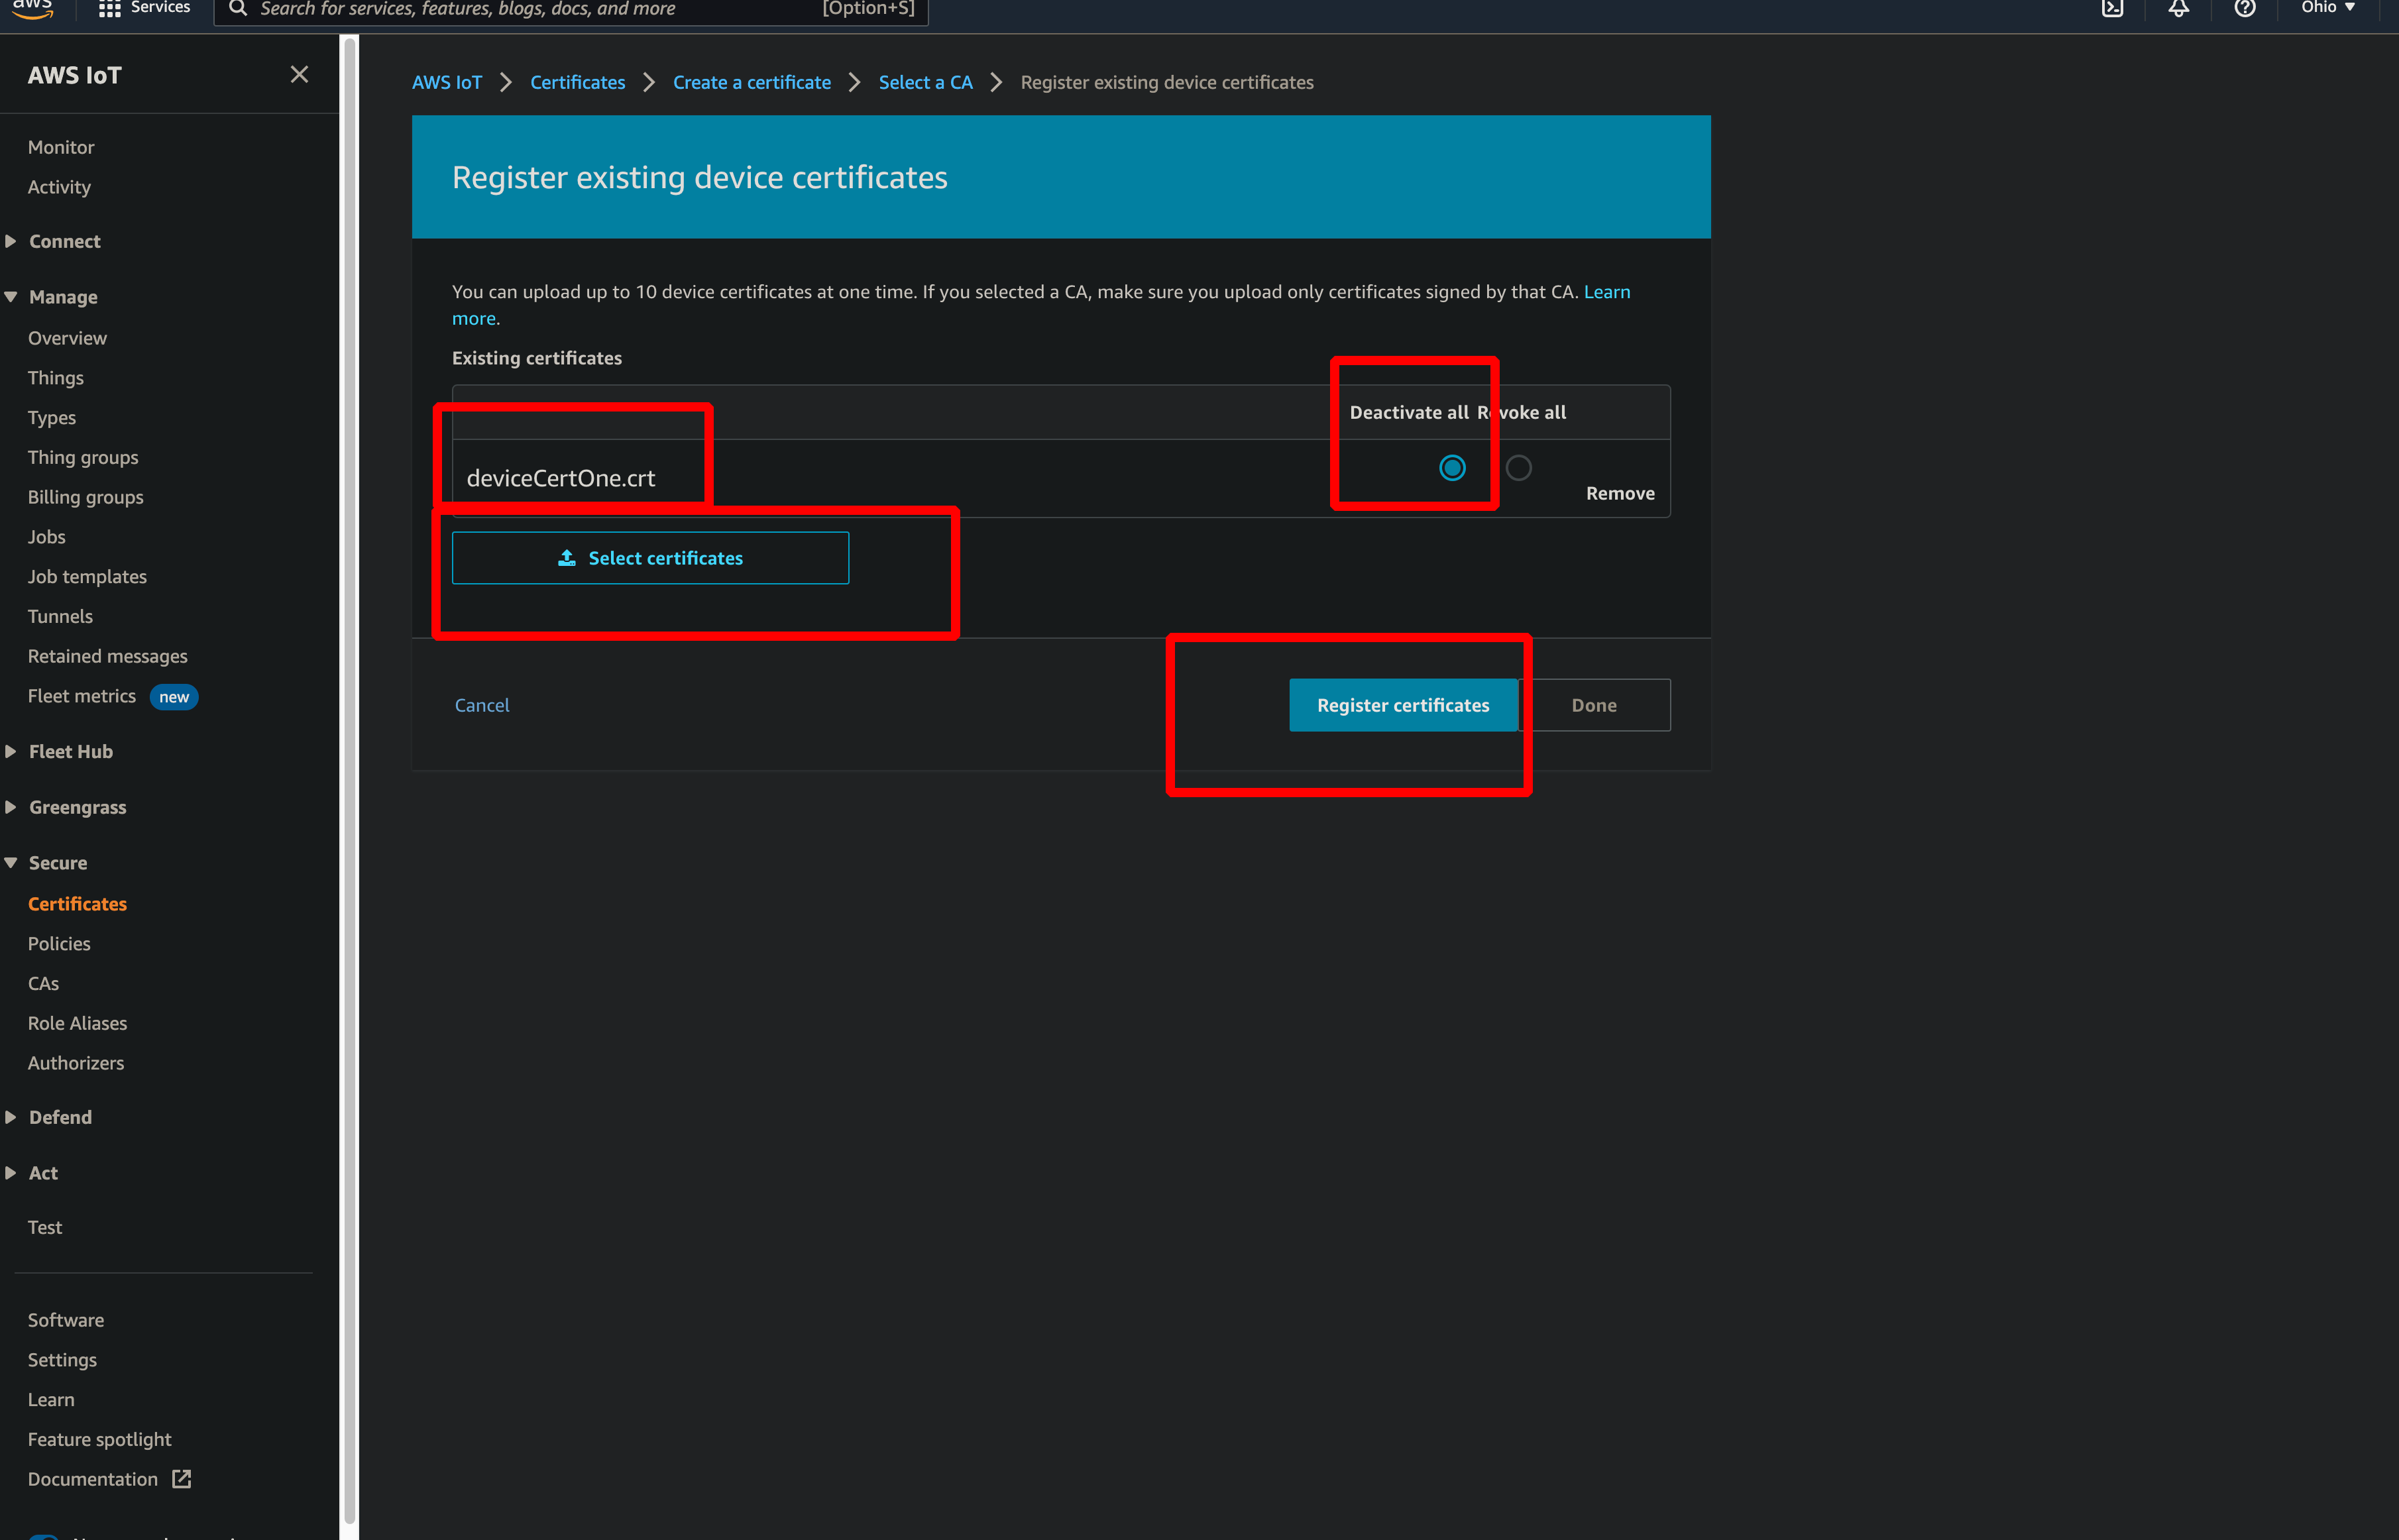 aws
Services
Search for services, features, blogs, docs, and more
[Option+S]
Ohio
AWS IoT
Monitor
Activity
Connect
Manage
Overview
Things
Types
Thing groups
Billing groups
Jobs
Job templates
Tunnels
Retained messages
Fleet metrics new
Fleet Hub
Greengrass
Secure
Certificates
Policies
CAs
Role Aliases
Authorizers
Defend
Act
Test
Software
Settings
Learn
Feature spotlight
Documentation
AWS IoT > Certificates > Create a certificate > Select a CA > Register existing device certificates
Register existing device certificates
You can upload up to 10 device certificates at one time. If you selected a CA, make sure you upload only certificates signed by that CA. Learn
more.
Existing certificates
Deactivate all Revoke all
deviceCertOne.crt
Remove
Select certificates
Cancel
Register certificates
Done